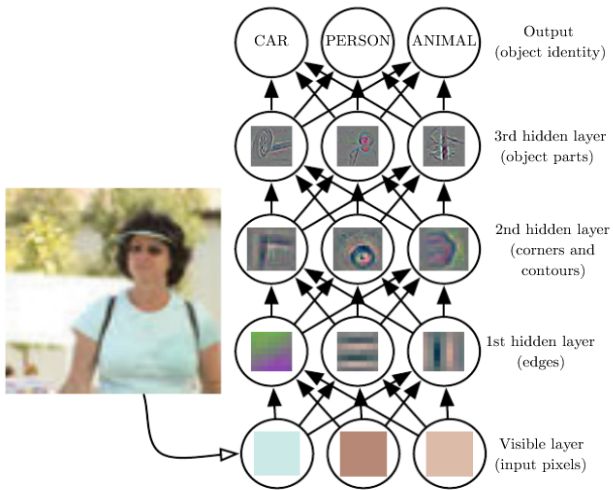 CAR
PERSON
ANIMAL
Output
(object identity)
3rd hidden layer
(object parts)
2nd hidden layer
(corners and
contours)
1st hidden layer
(edges)
Visible layer
(input pixels)